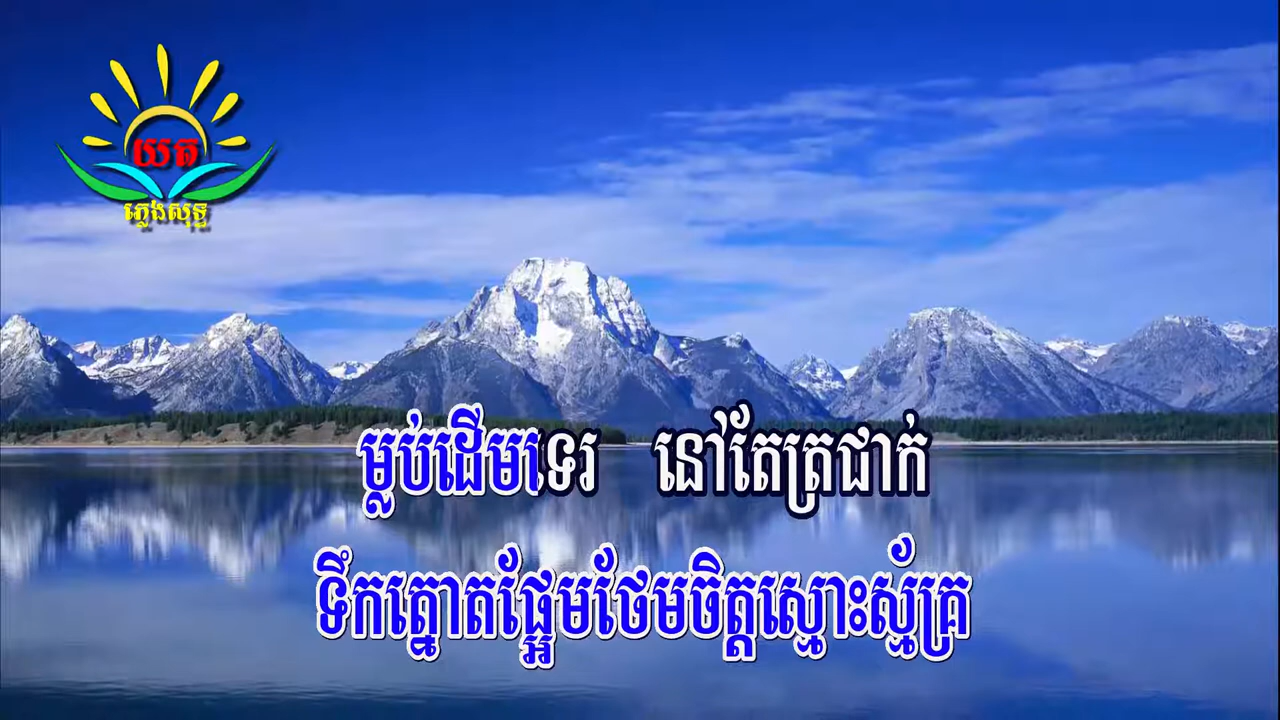 យត
ភ្លេងសុទ្ធ
ម្លប់ដើមទេរ នៅតែត្រជាក់
ទឹកត្នោតផ្អែមថែមចិត្តស្មោះស្ម័គ្រ